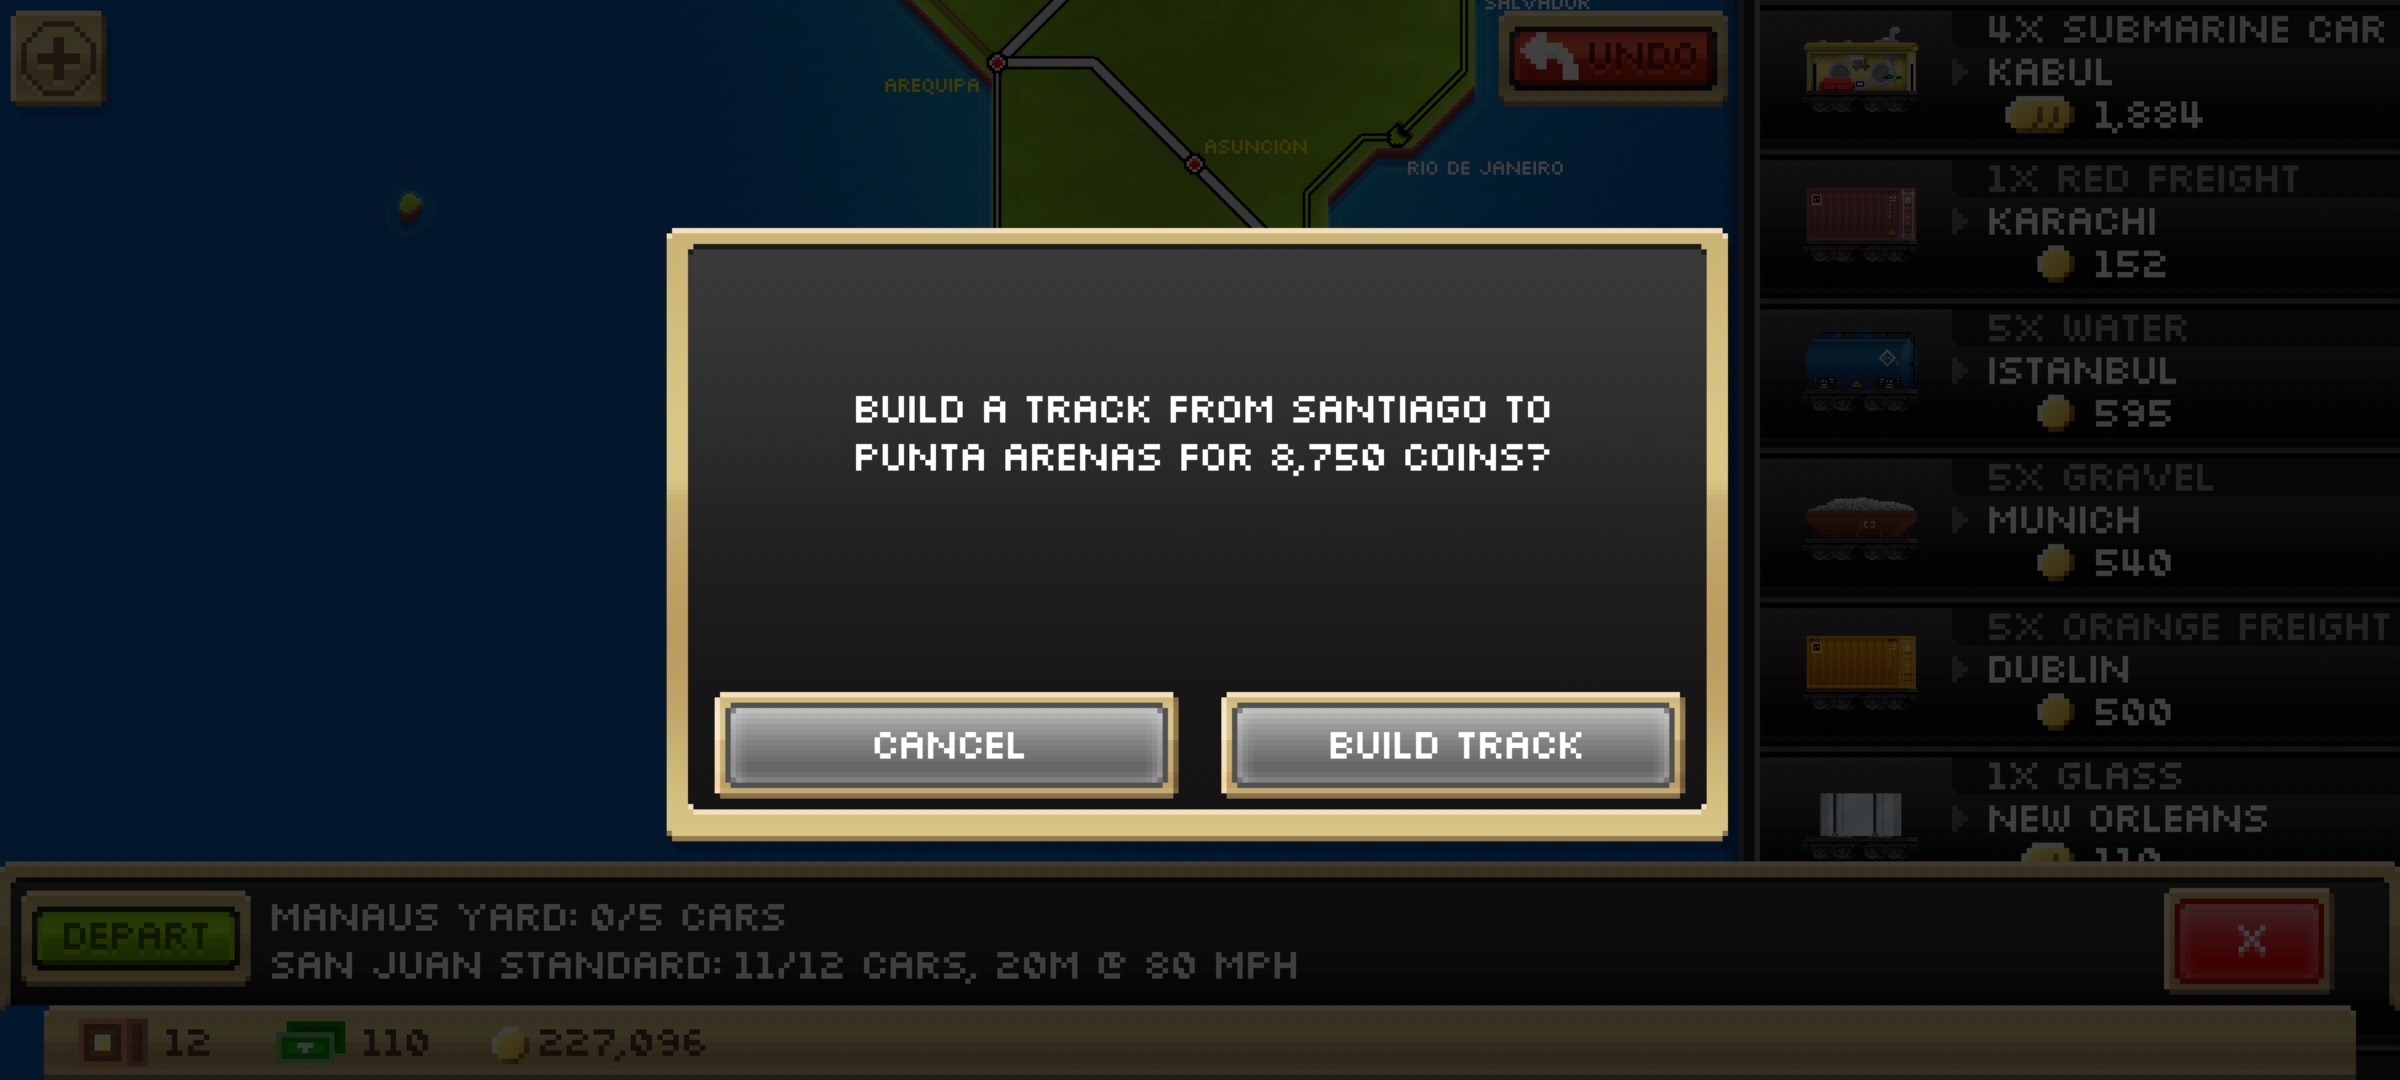 SALVADOR
AREQUIPA
ASUNCION
RIO DE JANEIRO
UNDO
4X SUBMARINE CAR
KABUL
1,884
1X RED FREIGHT
KARACHI
152
5X WATER
ISTANBUL
595
5X GRAVEL
MUNICH
540
5X ORANGE FREIGHT
DUBLIN
500
1X GLASS
NEW ORLEANS
110
BUILD A TRACK FROM SANTIAGO TO
PUNTA ARENAS FOR 8,750 COINS?
CANCEL
BUILD TRACK
DEPART
MANAUS YARD: 0/5 CARS
SAN JUAN STANDARD: 11/12 CARS, 20M @ 80 MPH
X
12
110
227,096